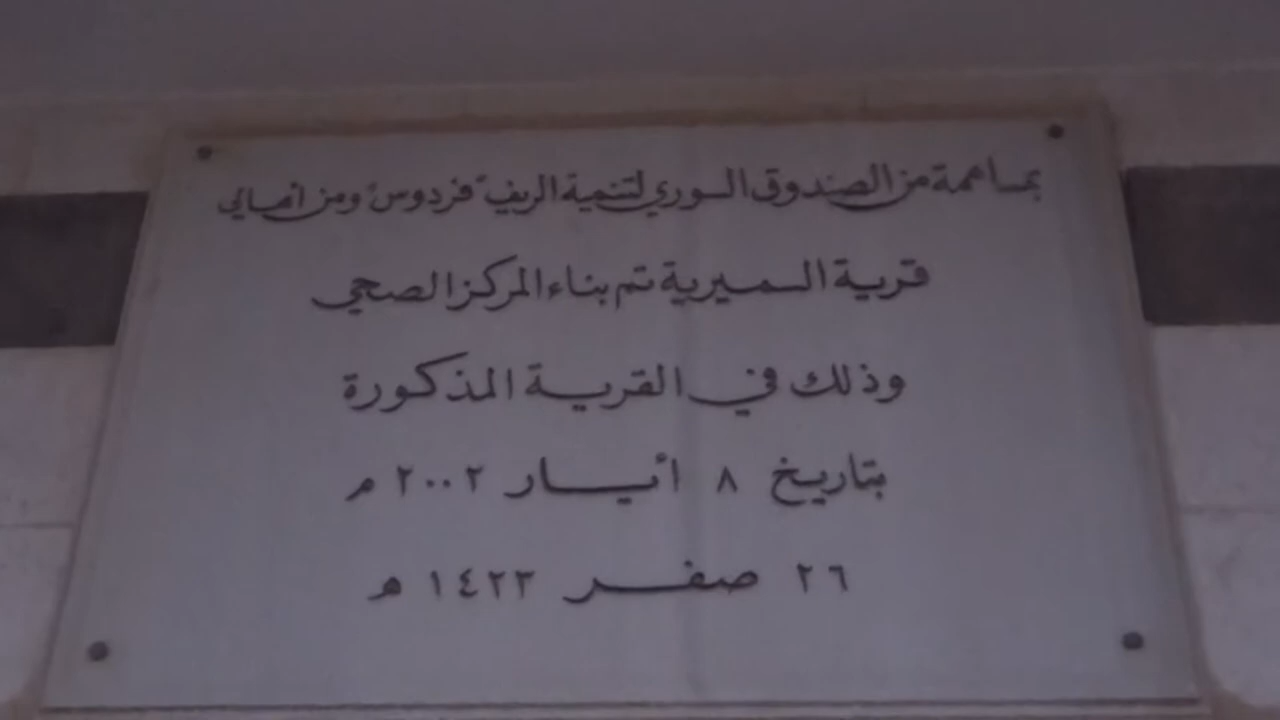 بمساهمة من الصندوق السوري لتنمية الريف "فردوس" ومن أهالي
قرية السميرية تم بناء المركز الصحي
وذلك في القرية المذكورة
بتاريخ ٨ أيار ٢٠٠٢ م
٢٦ صفر ١٤٢٣ هـ